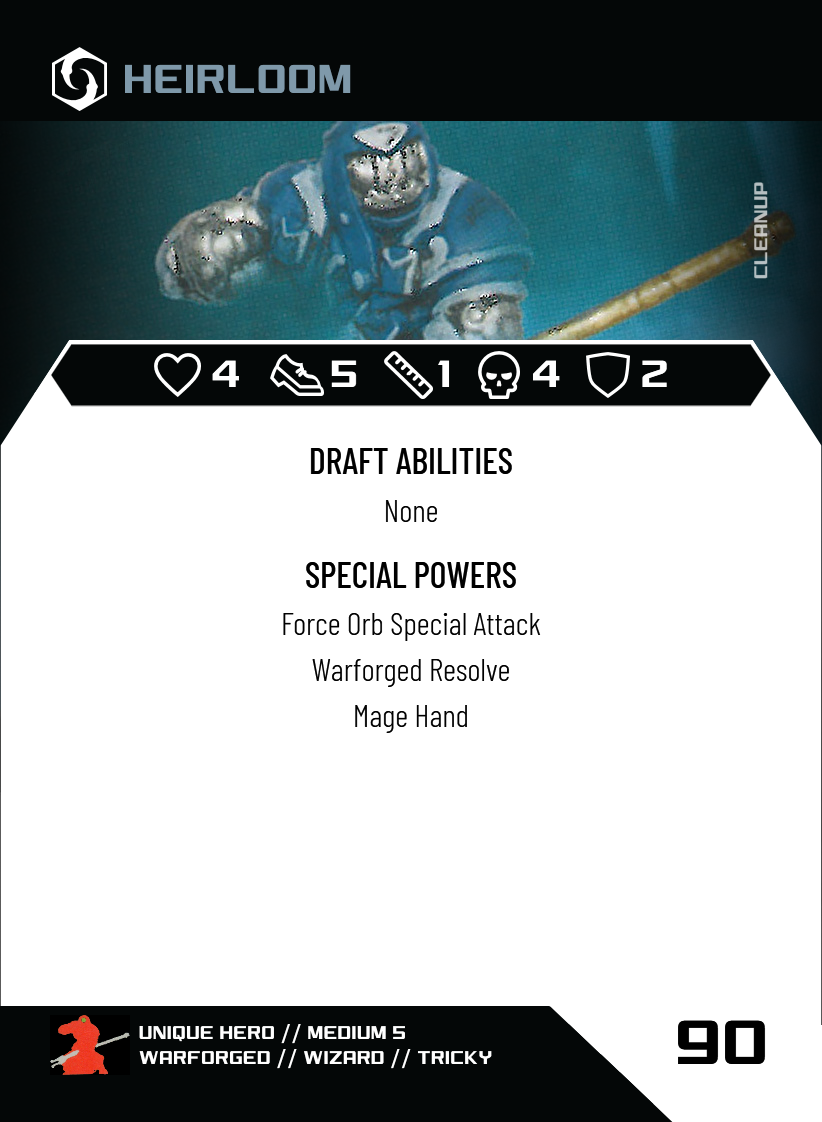 HEIRLOOM
CLEANUP
4 5 1 4 2
DRAFT ABILITIES
None
SPECIAL POWERS
Force Orb Special Attack
Warforged Resolve
Mage Hand
UNIQUE HERO // MEDIUM 5
WARFORGED // WIZARD // TRICKY
90